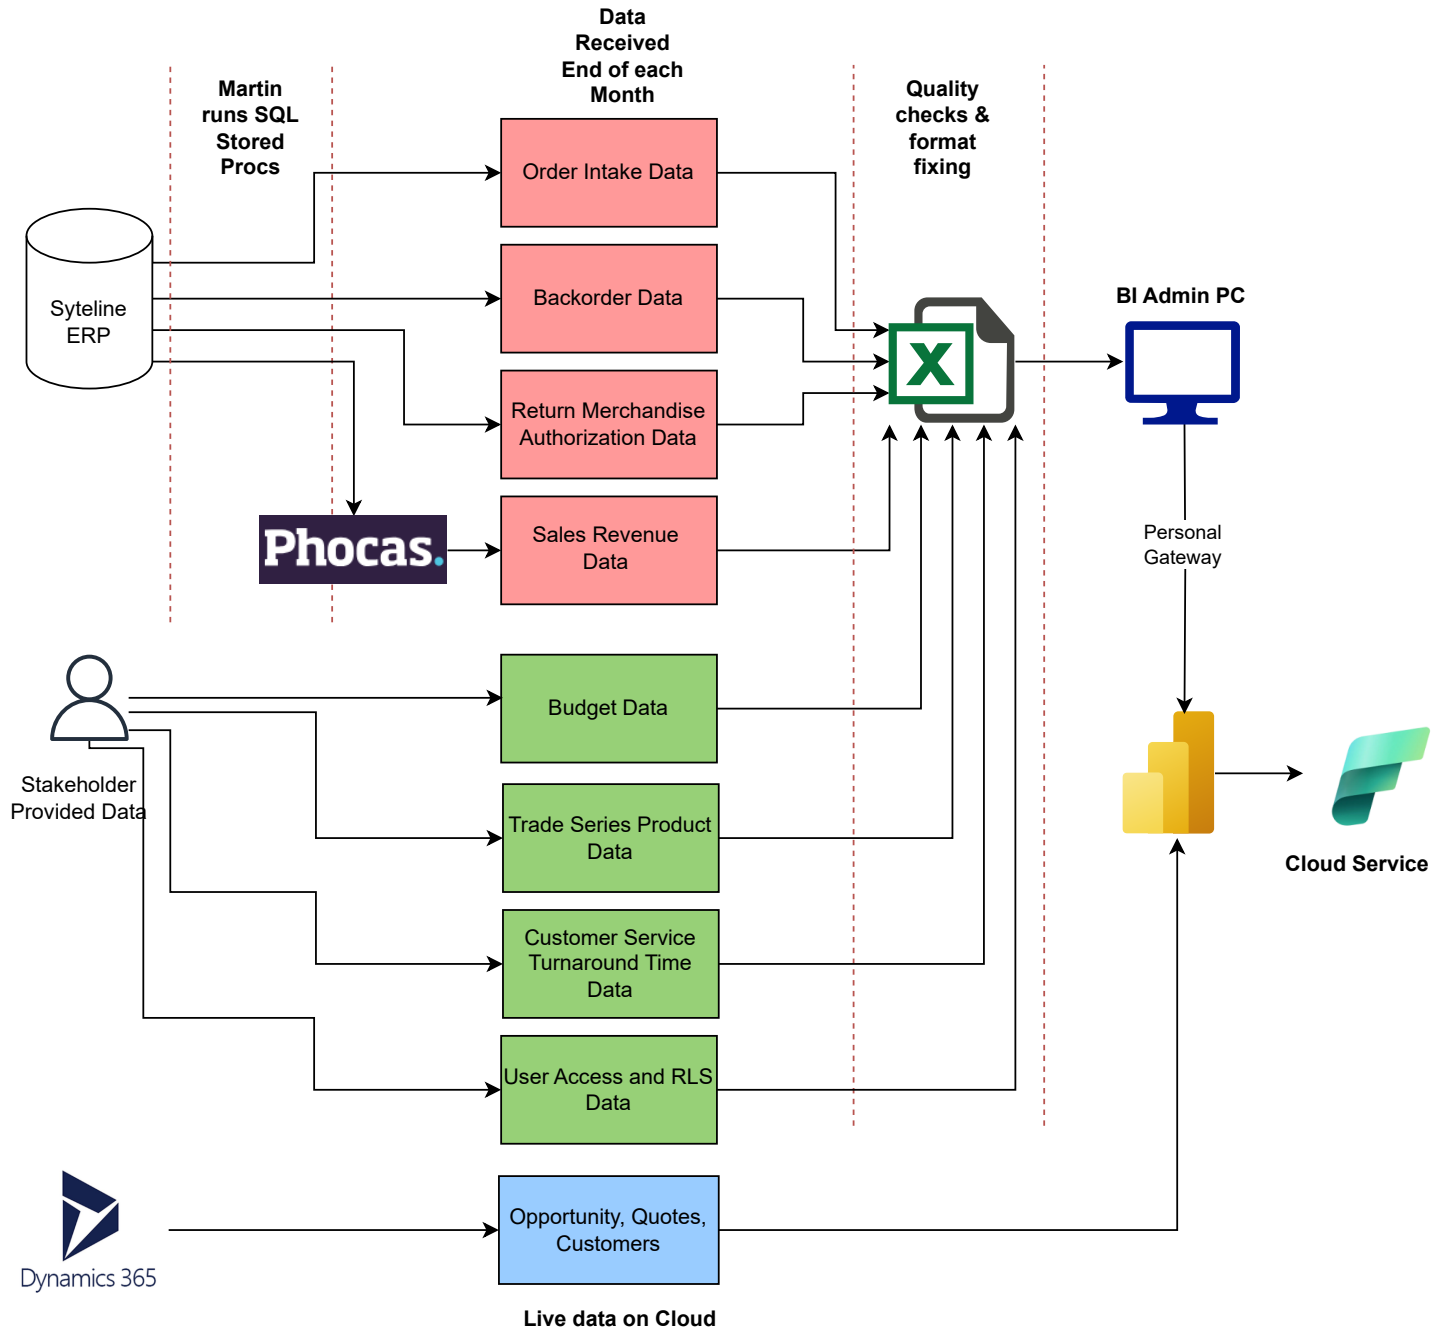 Data
Received
End of each
Month
Martin
runs SQL
Stored
Procs
Quality
checks &
format
fixing
Order Intake Data
Syteline
ERP
Backorder Data
BI Admin PC
X
Return Merchandise
Authorization Data
Phocas.
Sales Revenue
Data
Personal
Gateway
Budget Data
Stakeholder
Provided Data
Trade Series Product
Data
Cloud Service
Customer Service
Turnaround Time
Data
User Access and RLS
Data
Opportunity, Quotes,
Customers
Dynamics 365
Live data on Cloud